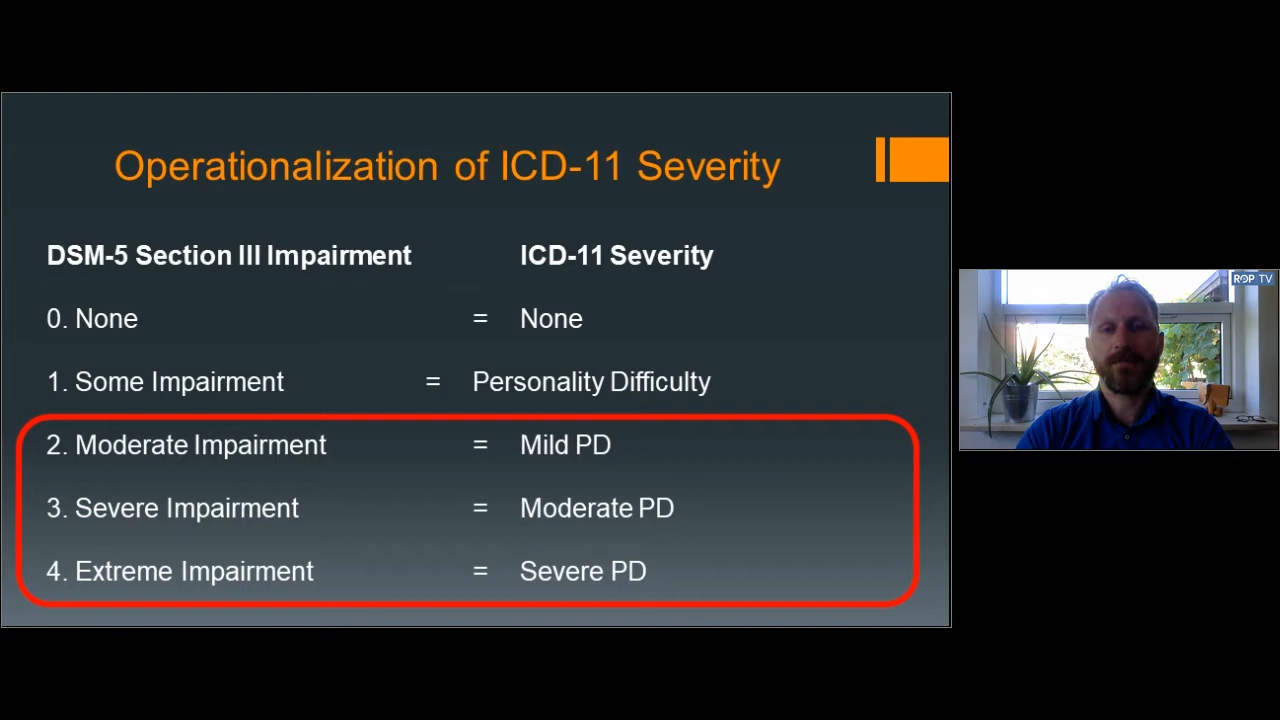 Operationalization of ICD-11 Severity
DSM-5 Section III Impairment ICD-11 Severity
0. None = None
1. Some Impairment = Personality Difficulty
2. Moderate Impairment = Mild PD
3. Severe Impairment = Moderate PD
4. Extreme Impairment = Severe PD
ROP TV